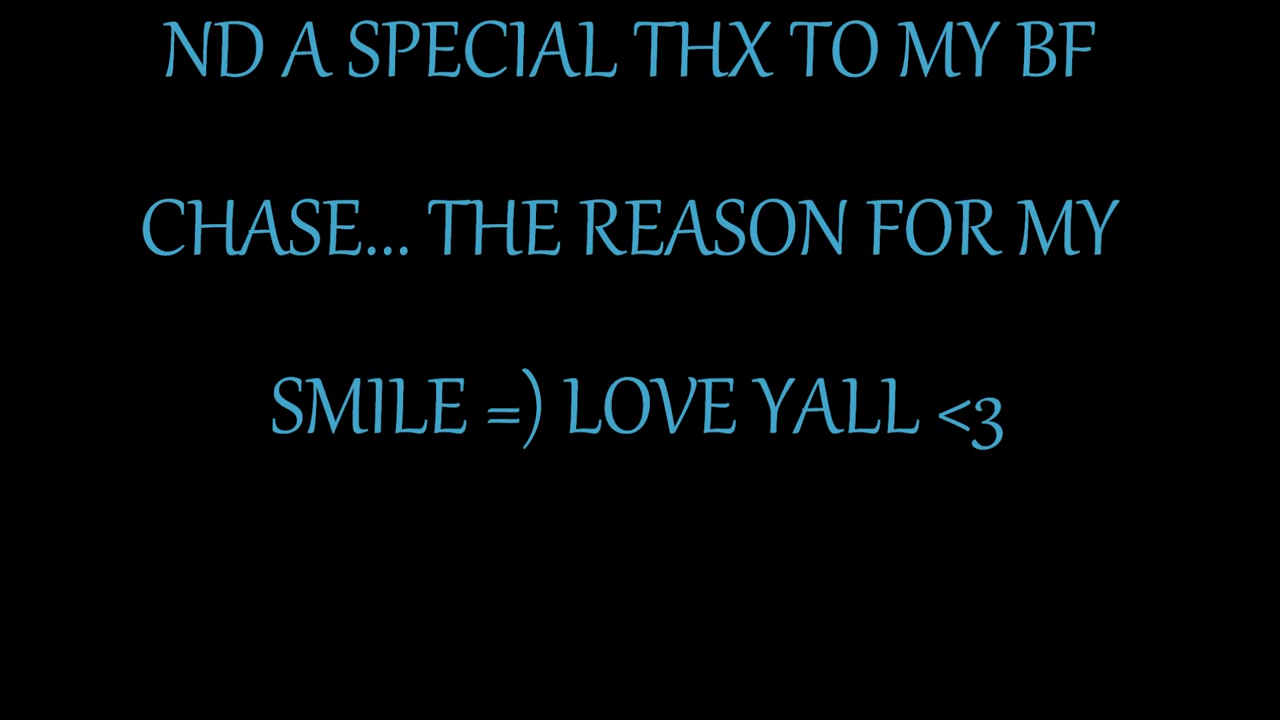 ND A SPECIAL THX TO MY BF
CHASE... THE REASON FOR MY
SMILE =) LOVE YALL <3